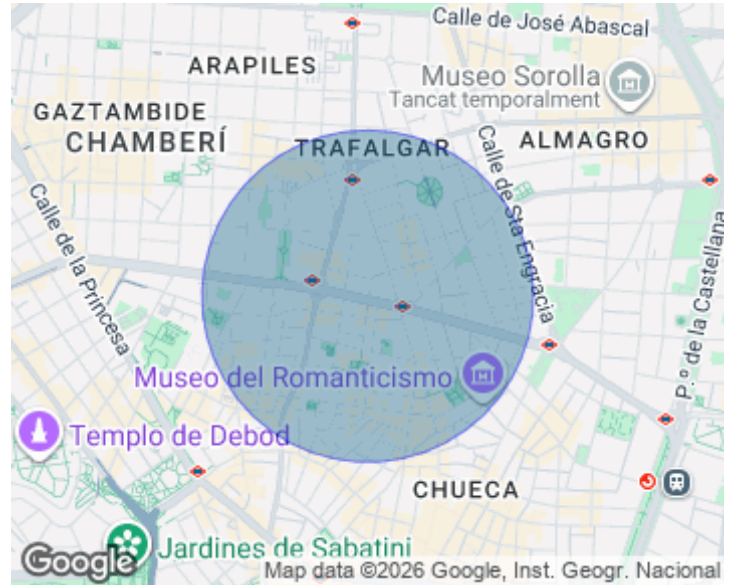 Calle de José Abascal
ARAPILES
Museo Sorolla
Tancat temporalment
GAZTAMBIDE
CHAMBERÍ
TRAFALGAR
ALMAGRO
Calle de Sta Engracia
Calle de la Princesa
P.º de la Castellana
Museo del Romanticismo
Templo de Debod
CHUECA
Jardines de Sabatini
Google
Map data ©2026 Google, Inst. Geogr. Nacional